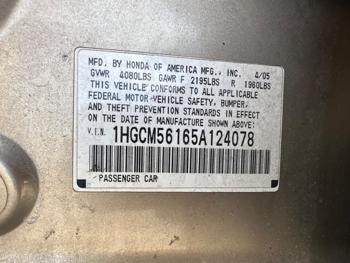 MFD. BY HONDA OF AMERICA MFG., INC. 4/05
GVWR 4080LBS GAWR F 2195LBS R 1960LBS
THIS VEHICLE CONFORMS TO ALL APPLICABLE
FEDERAL MOTOR-VEHICLE SAFETY, BUMPER,
AND THEFT PREVENTION STANDARDS IN EFFECT
ON THE DATE OF MANUFACTURE SHOWN ABOVE.
V.I.N. 1HGCM56165A124078
PASSENGER CAR